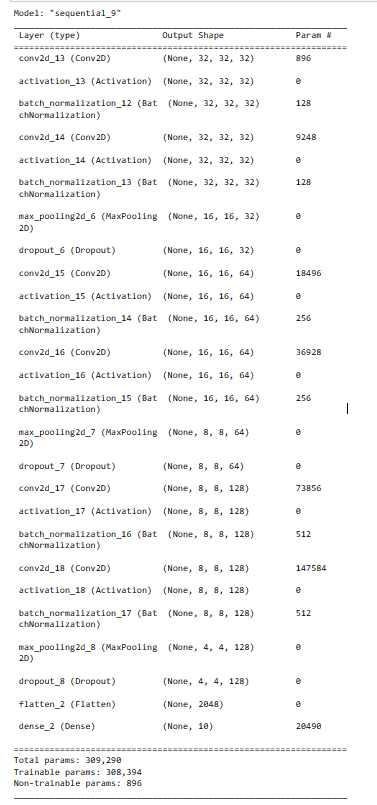 Model: "sequential_9"
Layer (type) Output Shape Param #
conv2d_13 (Conv2D) (None, 32, 32, 32) 896
activation_13 (Activation) (None, 32, 32, 32) 0
batch_normalization_12 (Bat (None, 32, 32, 32) 128
chNormalization)
conv2d_14 (Conv2D) (None, 32, 32, 32) 9248
activation_14 (Activation) (None, 32, 32, 32) 0
batch_normalization_13 (Bat (None, 32, 32, 32) 128
chNormalization)
max_pooling2d_6 (MaxPooling (None, 16, 16, 32) 0
2D)
dropout_6 (Dropout) (None, 16, 16, 32) 0
conv2d_15 (Conv2D) (None, 16, 16, 64) 18496
activation_15 (Activation) (None, 16, 16, 64) 0
batch_normalization_14 (Bat (None, 16, 16, 64) 256
chNormalization)
conv2d_16 (Conv2D) (None, 16, 16, 64) 36928
activation_16 (Activation) (None, 16, 16, 64) 0
batch_normalization_15 (Bat (None, 16, 16, 64) 256
chNormalization)
max_pooling2d_7 (MaxPooling (None, 8, 8, 64) 0
2D)
dropout_7 (Dropout) (None, 8, 8, 64) 0
conv2d_17 (Conv2D) (None, 8, 8, 128) 73856
activation_17 (Activation) (None, 8, 8, 128) 0
batch_normalization_16 (Bat (None, 8, 8, 128) 512
chNormalization)
conv2d_18 (Conv2D) (None, 8, 8, 128) 147584
activation_18 (Activation) (None, 8, 8, 128) 0
batch_normalization_17 (Bat (None, 8, 8, 128) 512
chNormalization)
max_pooling2d_8 (MaxPooling (None, 4, 4, 128) 0
2D)
dropout_8 (Dropout) (None, 4, 4, 128) 0
flatten_2 (Flatten) (None, 2048) 0
dense_2 (Dense) (None, 10) 20490
Total params: 309,290
Trainable params: 308,394
Non-trainable params: 896